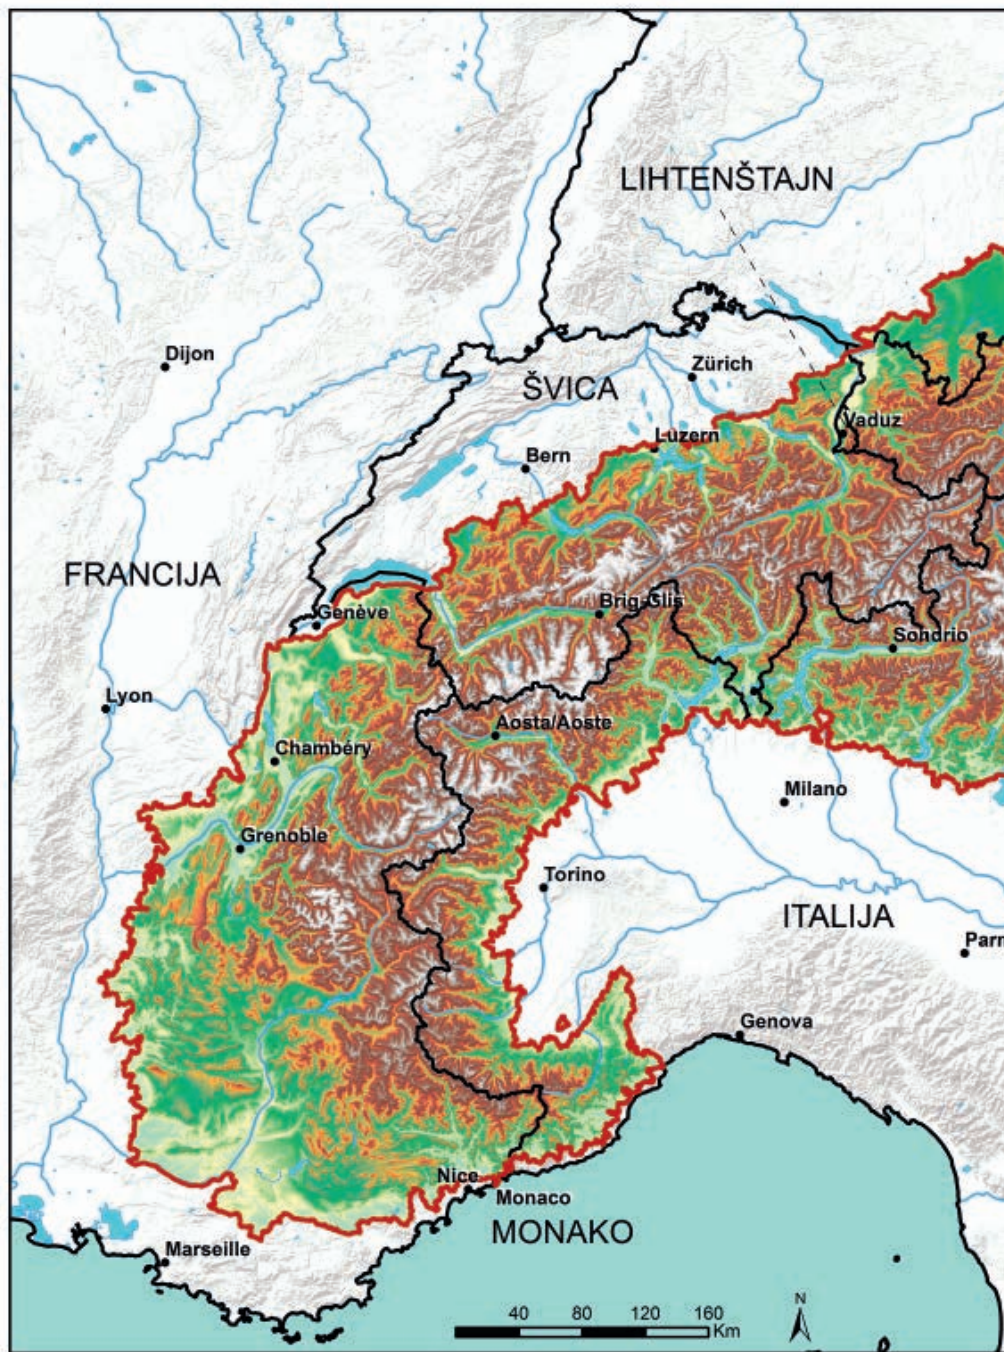 LIHTENŠTAJN
Dijon
ŠVICA
Zürich
Vaduz
Luzern
Bern
FRANCIJA
Genève
Brig-Glis
Sondrio
Lyon
Aosta/Aoste
Chambéry
Milano
Grenoble
Torino
ITALIJA
Parm
Genova
Nice
Monaco
MONAKO
Marseille
40 80 120 160
Km
N